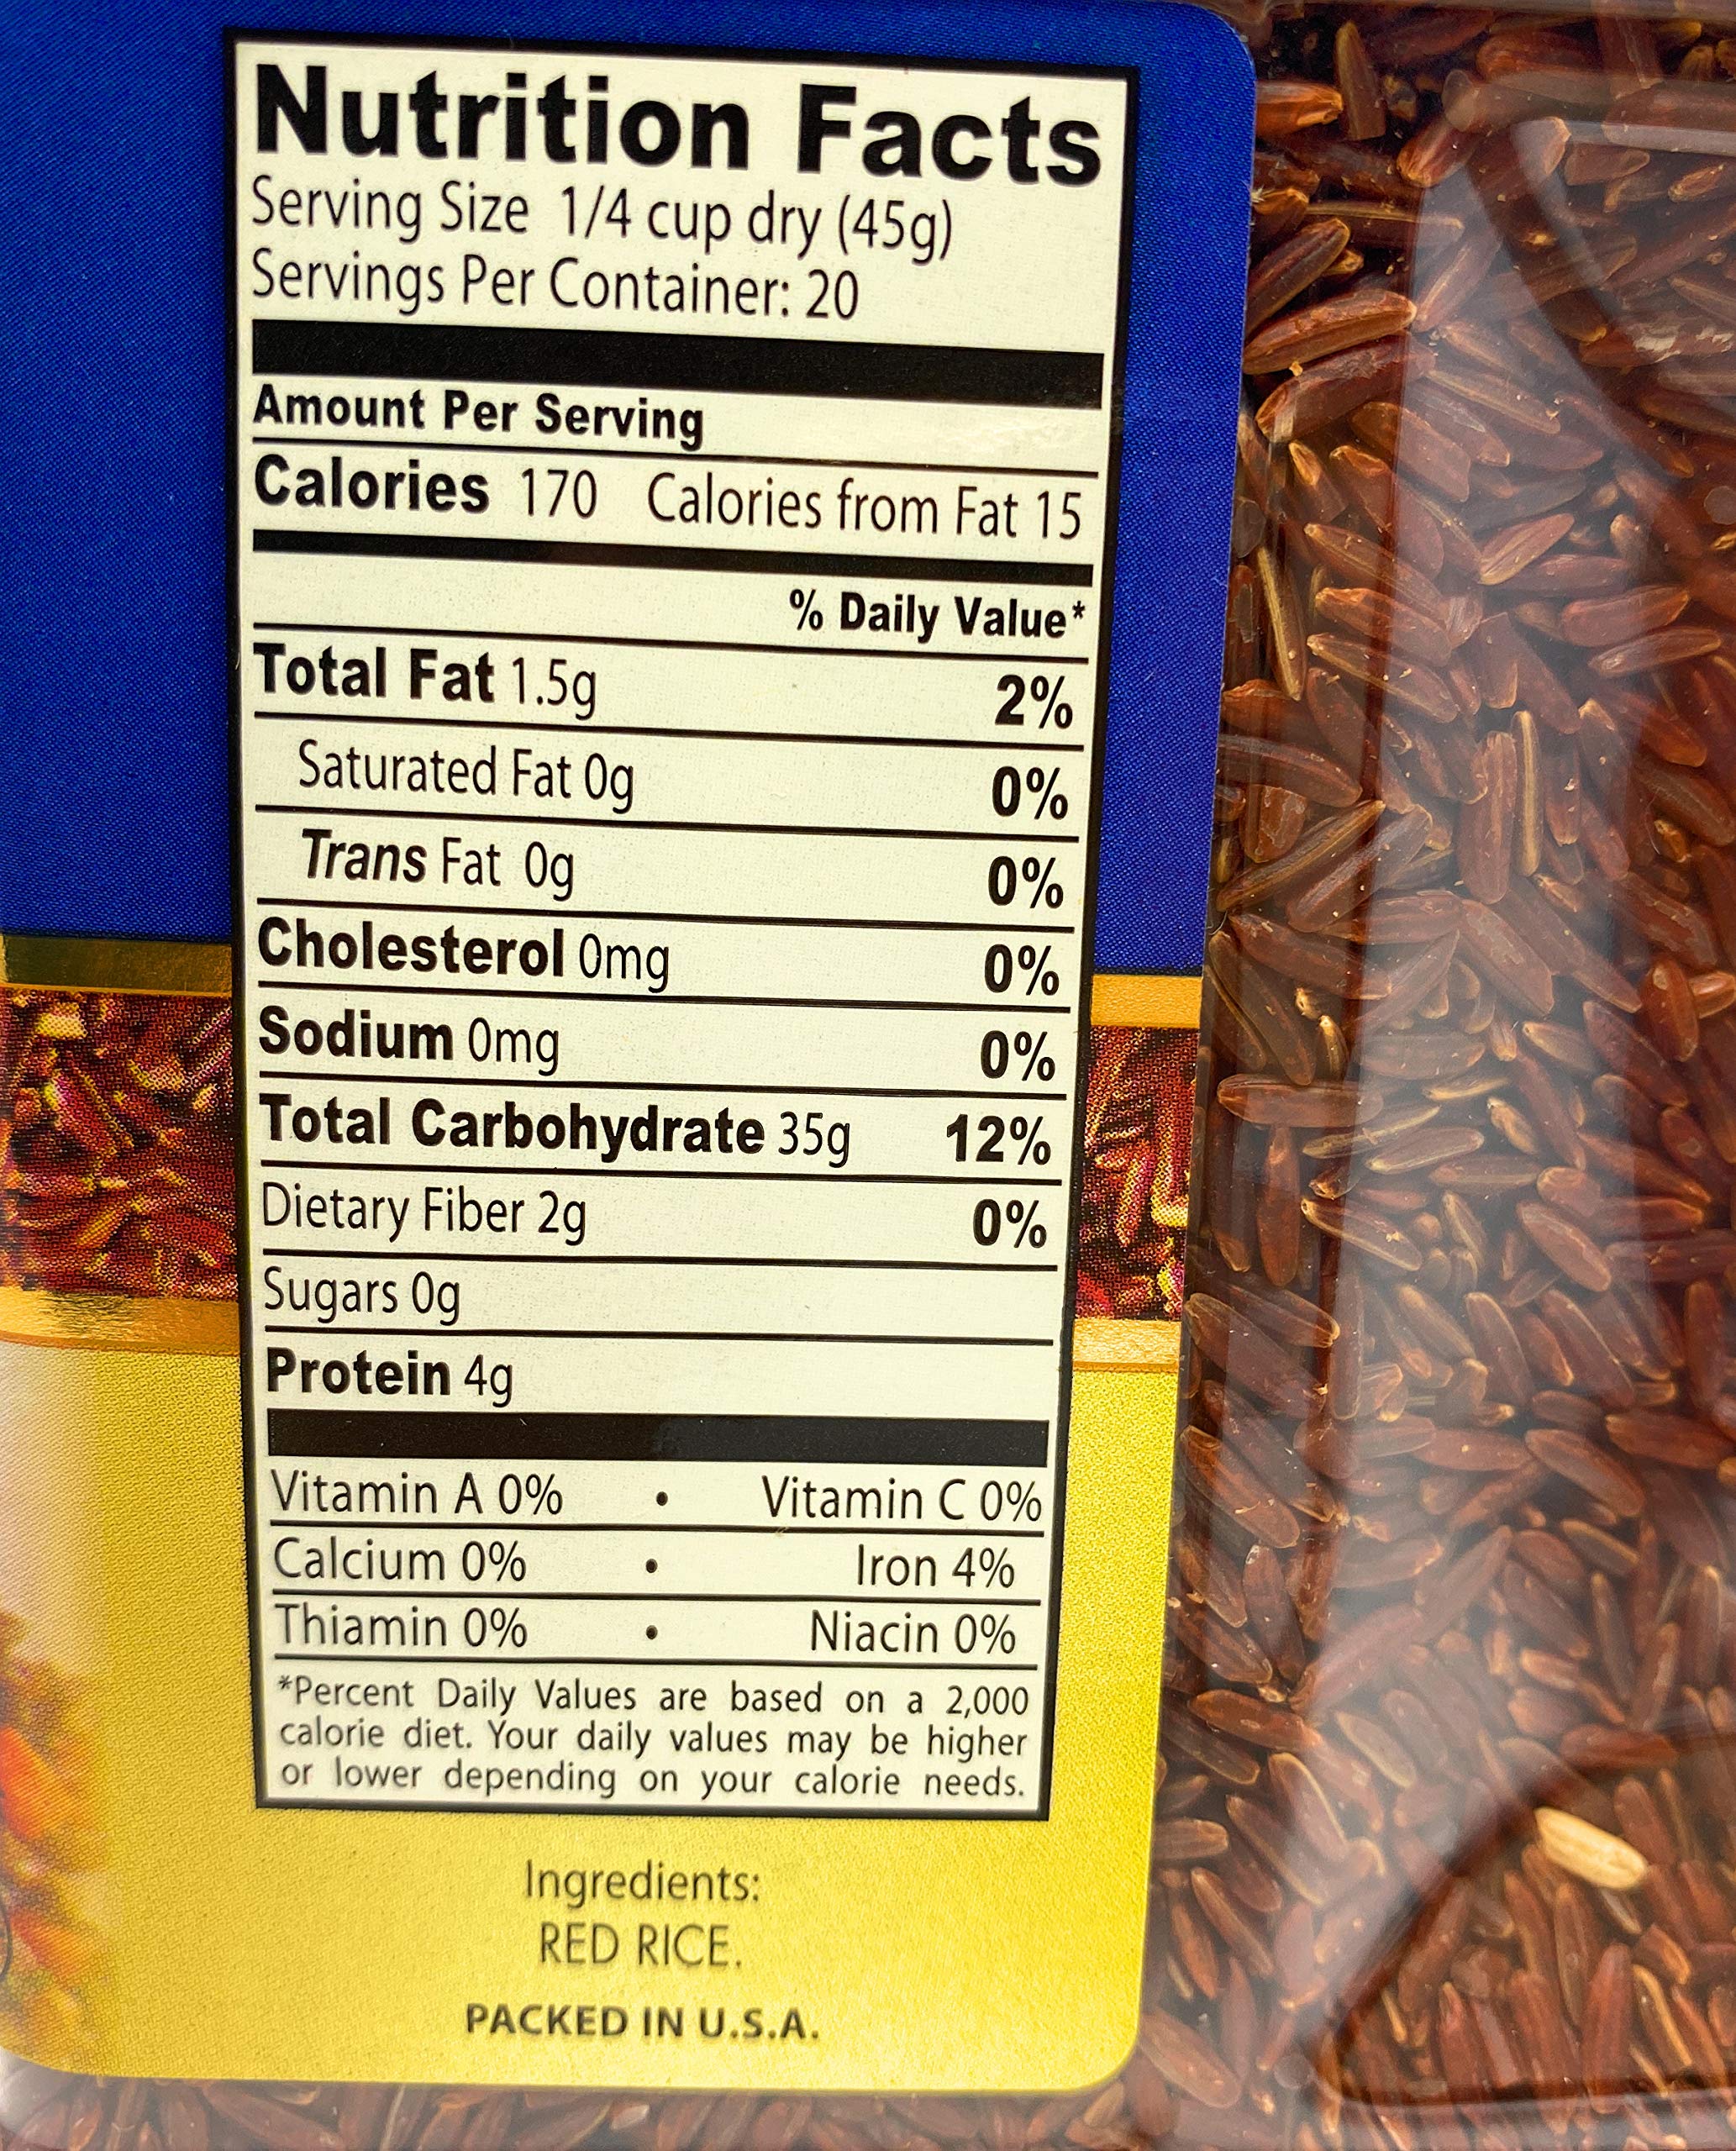 Nutrition Facts
Serving Size 1/4 cup dry (45g)
Servings Per Container: 20
Amount Per Serving
Calories 170 Calories from Fat 15
% Daily Value*
Total Fat 1.5g 2%
Saturated Fat 0g 0%
Trans Fat 0g 0%
Cholesterol 0mg 0%
Sodium 0mg 0%
Total Carbohydrate 35g 12%
Dietary Fiber 2g 0%
Sugars 0g
Protein 4g
Vitamin A 0% • Vitamin C 0%
Calcium 0% • Iron 4%
Thiamin 0% • Niacin 0%
*Percent Daily Values are based on a 2,000
calorie diet. Your daily values may be higher
or lower depending on your calorie needs.
Ingredients:
RED RICE.
PACKED IN U.S.A.